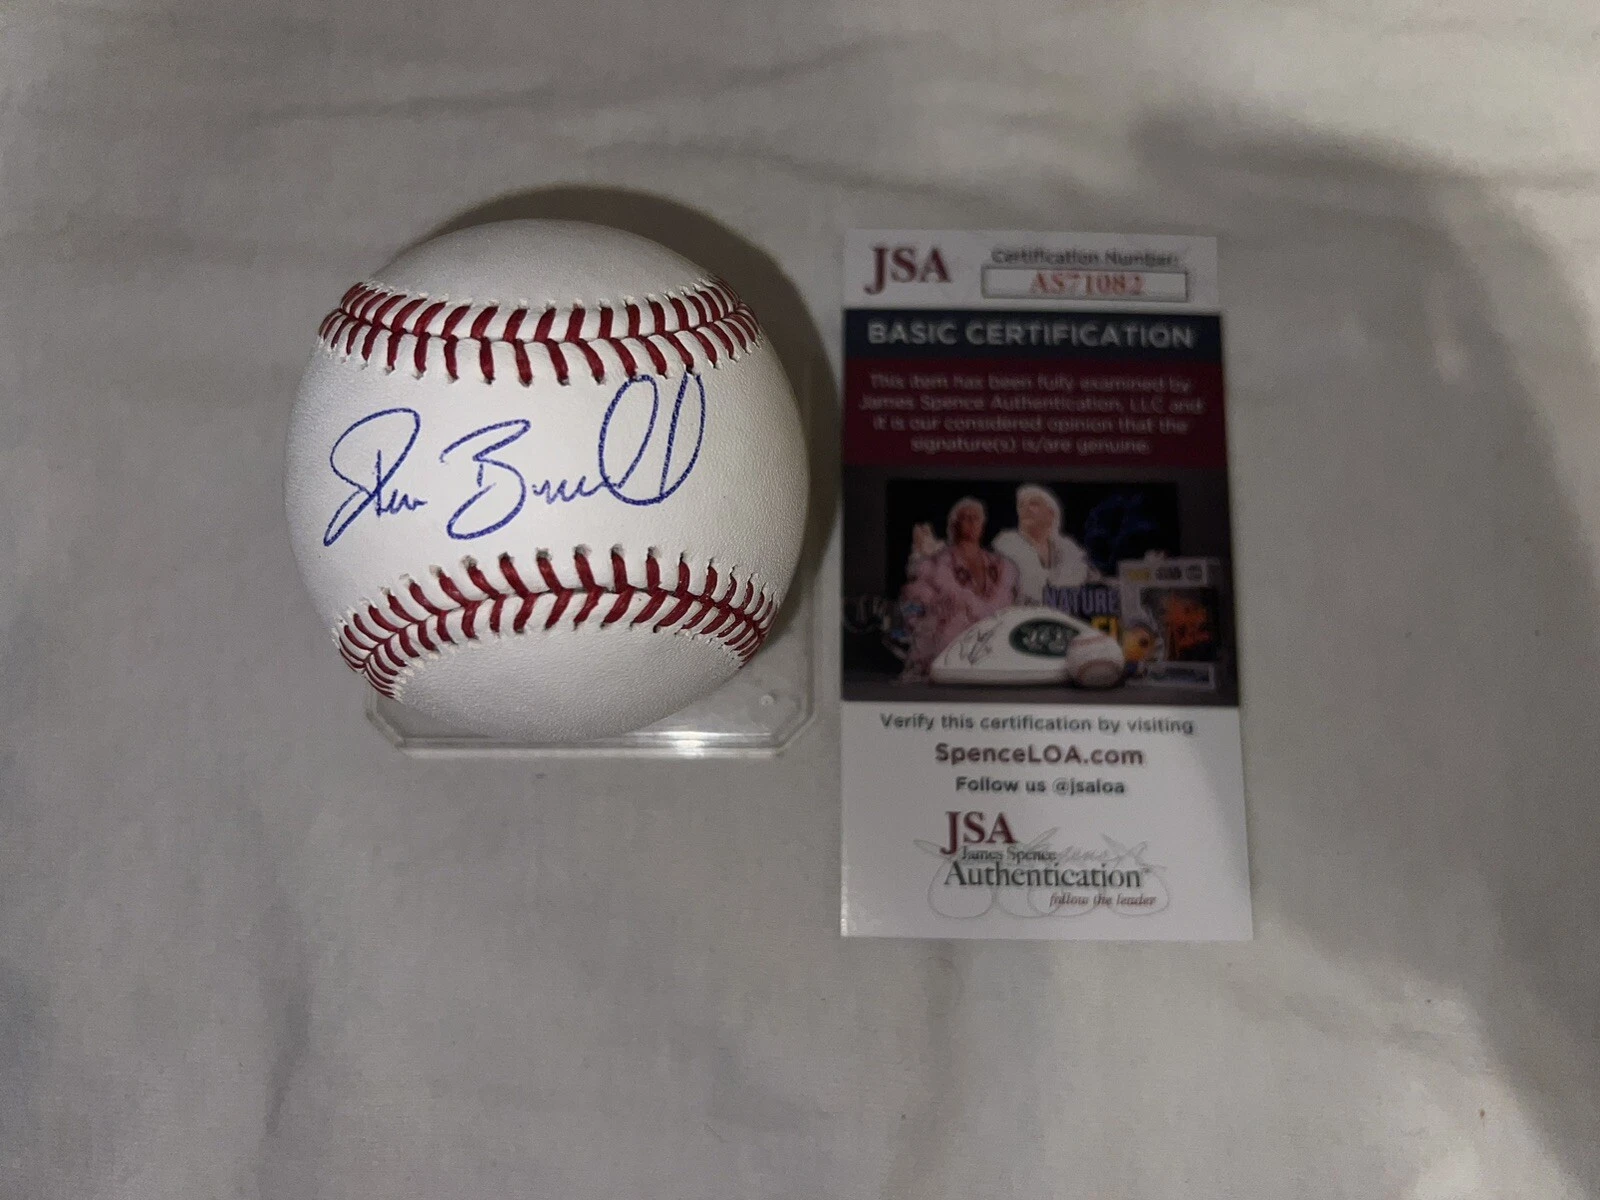 JSA
Certification Number:
AS71082
BASIC CERTIFICATION
This item has been fully examined by
James Spence Authentication, LLC and
it is our considered opinion that the
signature(s) is/are genuine.
NATURE
JETS
Verify this certification by visiting
SpenceLOA.com
Follow us @jsaloa
JSA
James Spence
Authentication
follow the leader